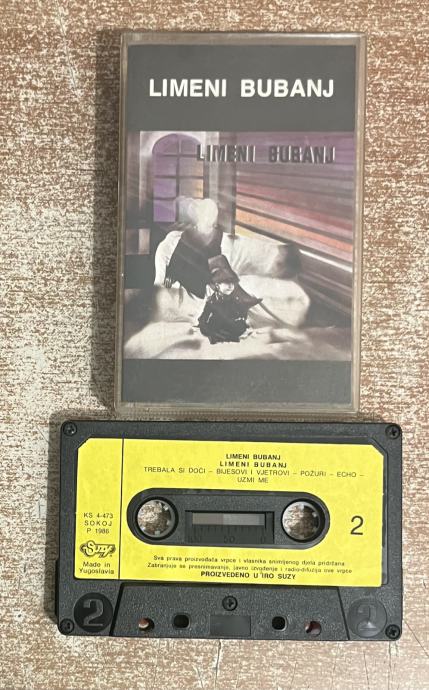 LIMENI BUBANJ
LIMENI BUBANJ
LIMENI BUBANJ
LIMENI BUBANJ
TREBALA SI DOĆI – BIJESOVI I VJETROVI – POŽURI – ECHO –
UZMI ME
KS 4-473
SOKOJ
P 1986
Suzy
Made in
Yugoslavia
2
50
Sva prava proizvođača vrpce i vlasnika snimljenog djela pridržana
Zabranjuje se presnimavanje, javno izvođenje i radio-difuzija ove vrpce
PROIZVEDENO U IRO SUZY
2
2